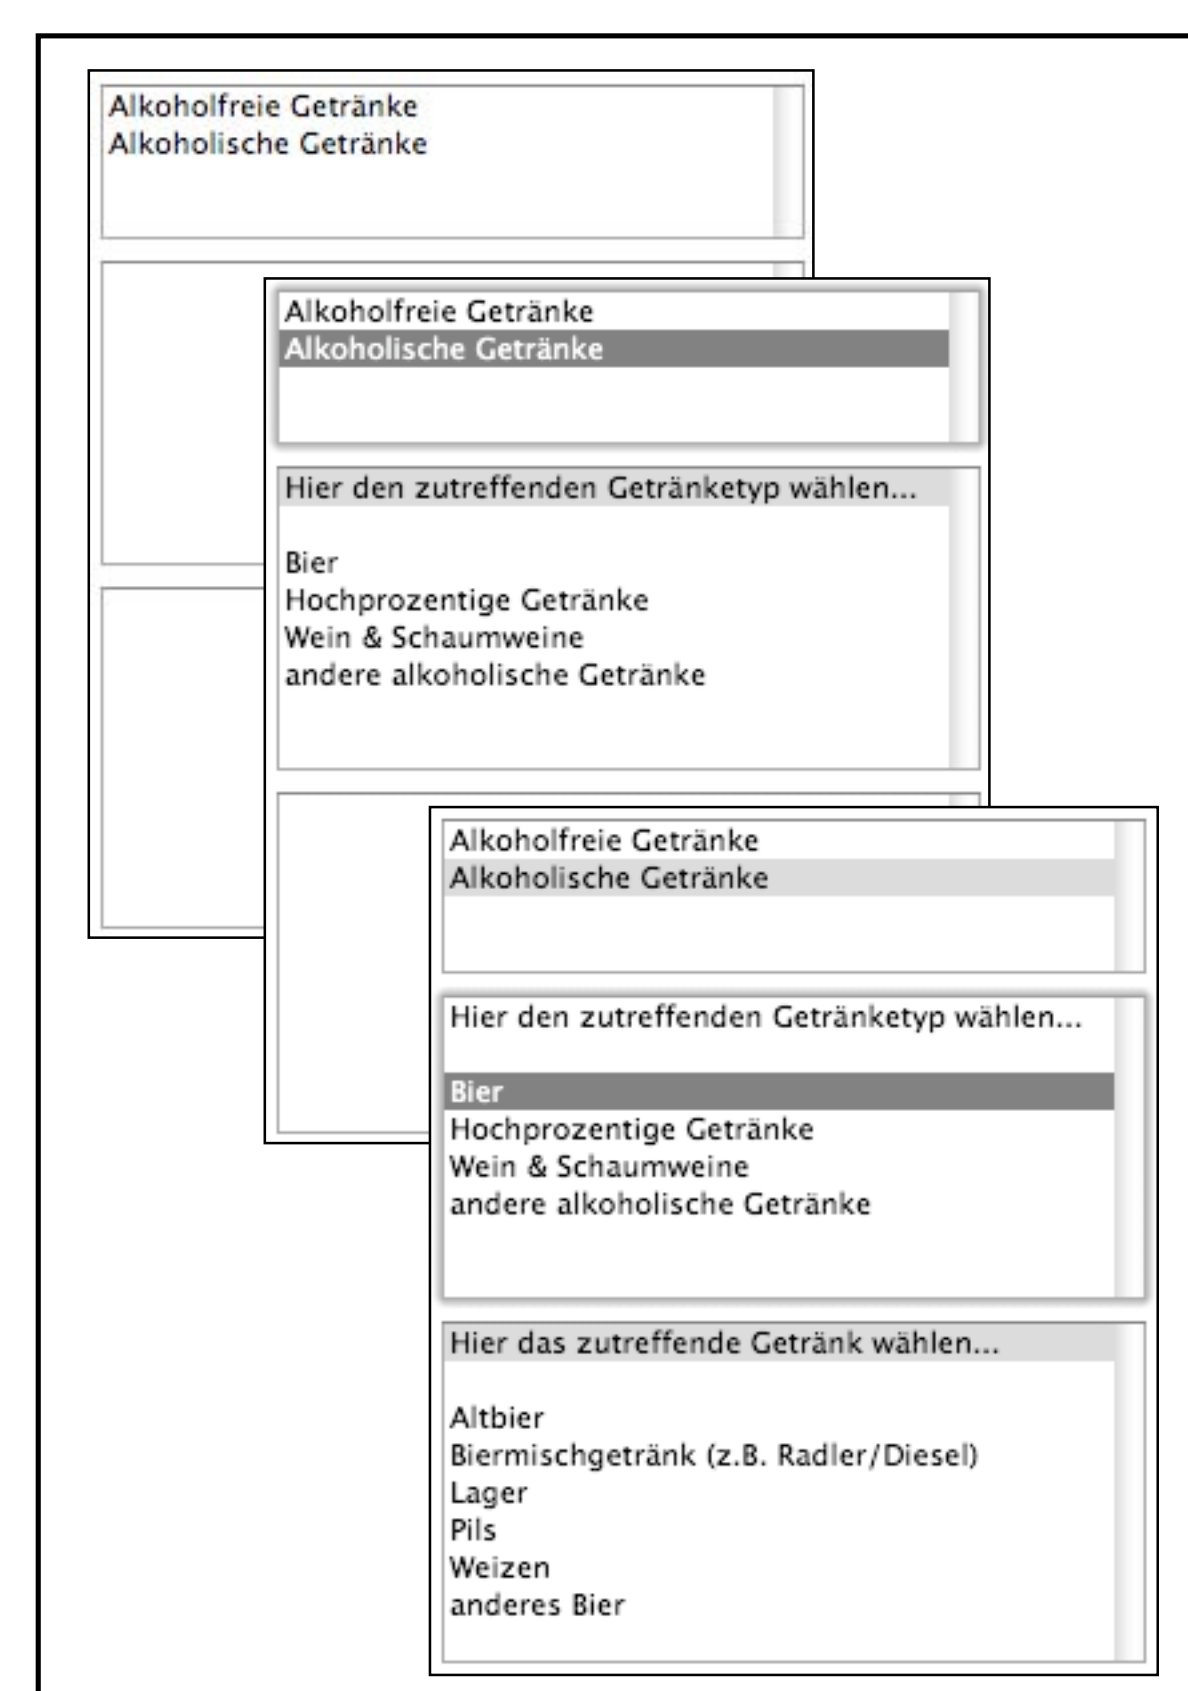 Alkoholfreie Getränke
Alkoholische Getränke
Alkoholfreie Getränke
Alkoholische Getränke
Hier den zutreffenden Getränketyp wählen...
Bier
Hochprozentige Getränke
Wein & Schaumweine
andere alkoholische Getränke
Alkoholfreie Getränke
Alkoholische Getränke
Hier den zutreffenden Getränketyp wählen...
Bier
Hochprozentige Getränke
Wein & Schaumweine
andere alkoholische Getränke
Hier das zutreffende Getränk wählen...
Altbier
Biermischgetränk (z.B. Radler/Diesel)
Lager
Pils
Weizen
anderes Bier